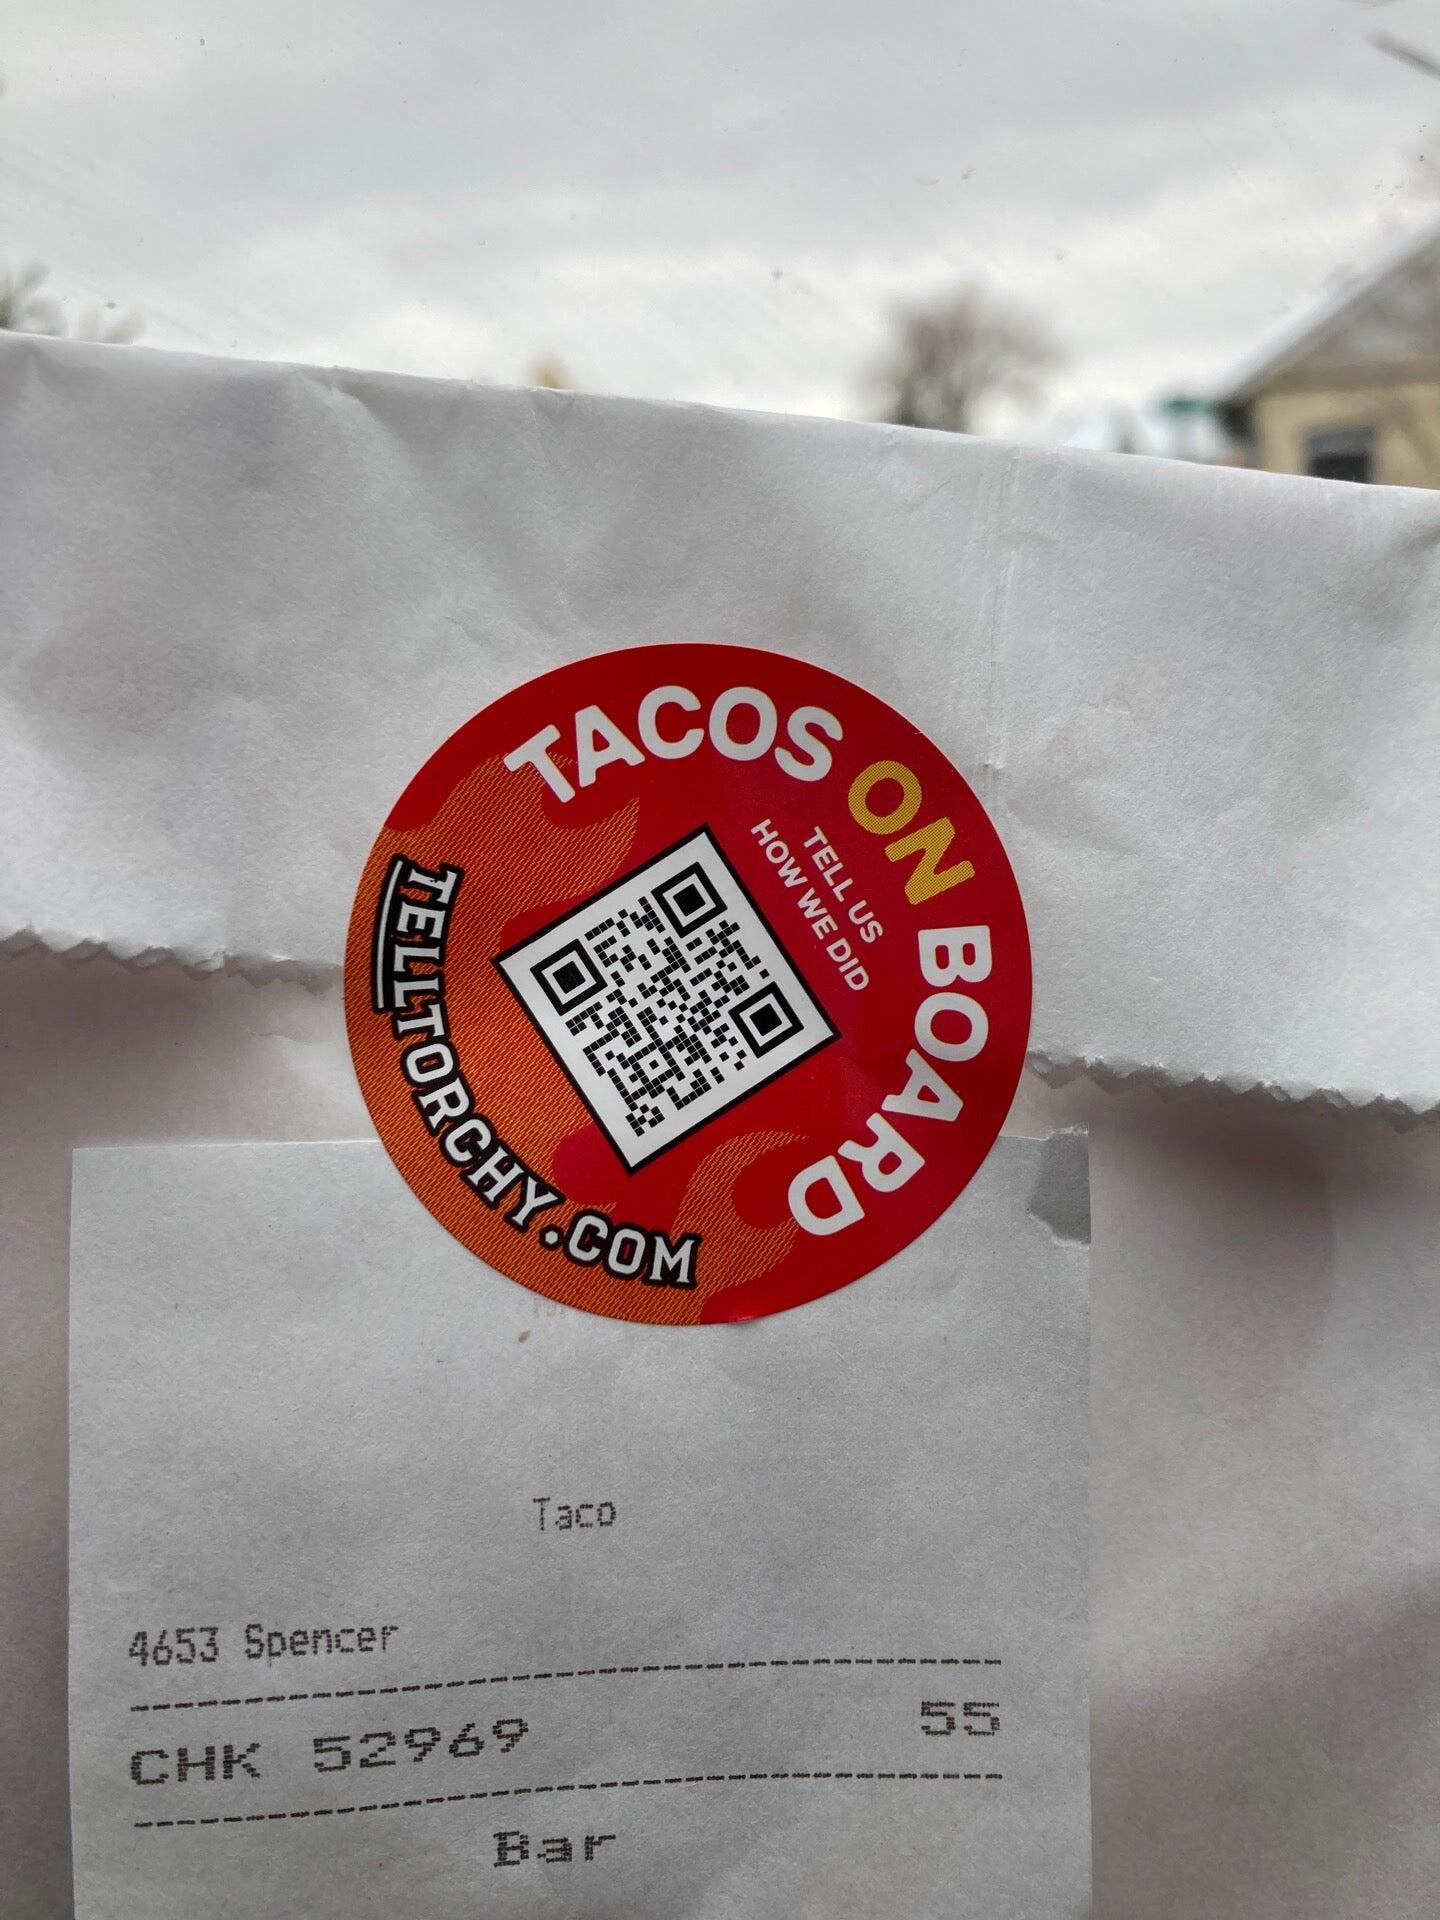 TACOS ON BOARD
TELL US
HOW WE DID
TELLTORCHY.COM
Taco
4653 Spencer
CHK 52969 55
Bar